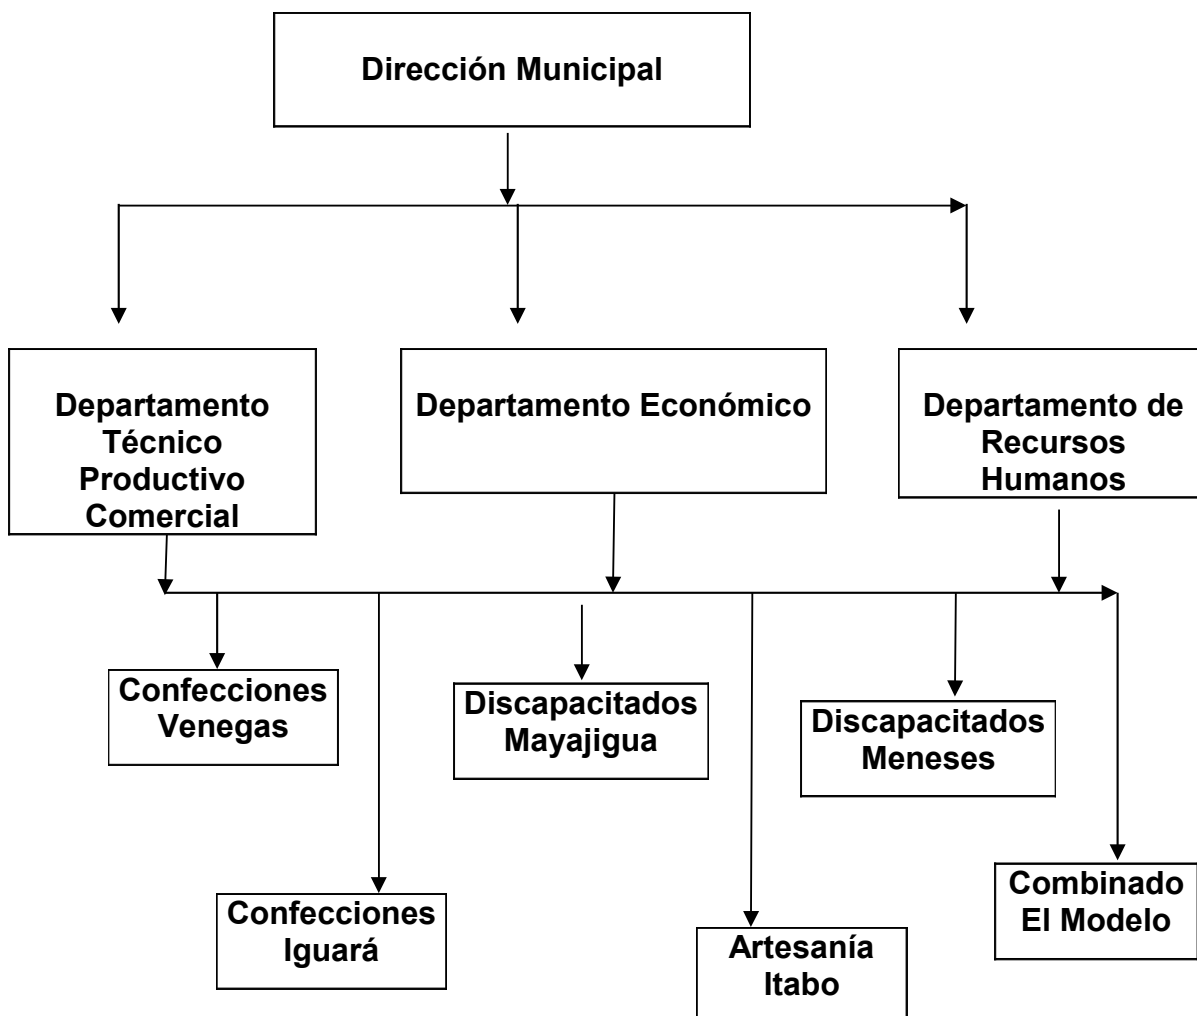 Dirección Municipal
Departamento
Técnico
Productivo
Comercial
Departamento Económico
Departamento de
Recursos
Humanos
Confecciones
Venegas
Discapacitados
Mayajigua
Discapacitados
Meneses
Confecciones
Iguará
Artesanía
Itabo
Combinado
El Modelo